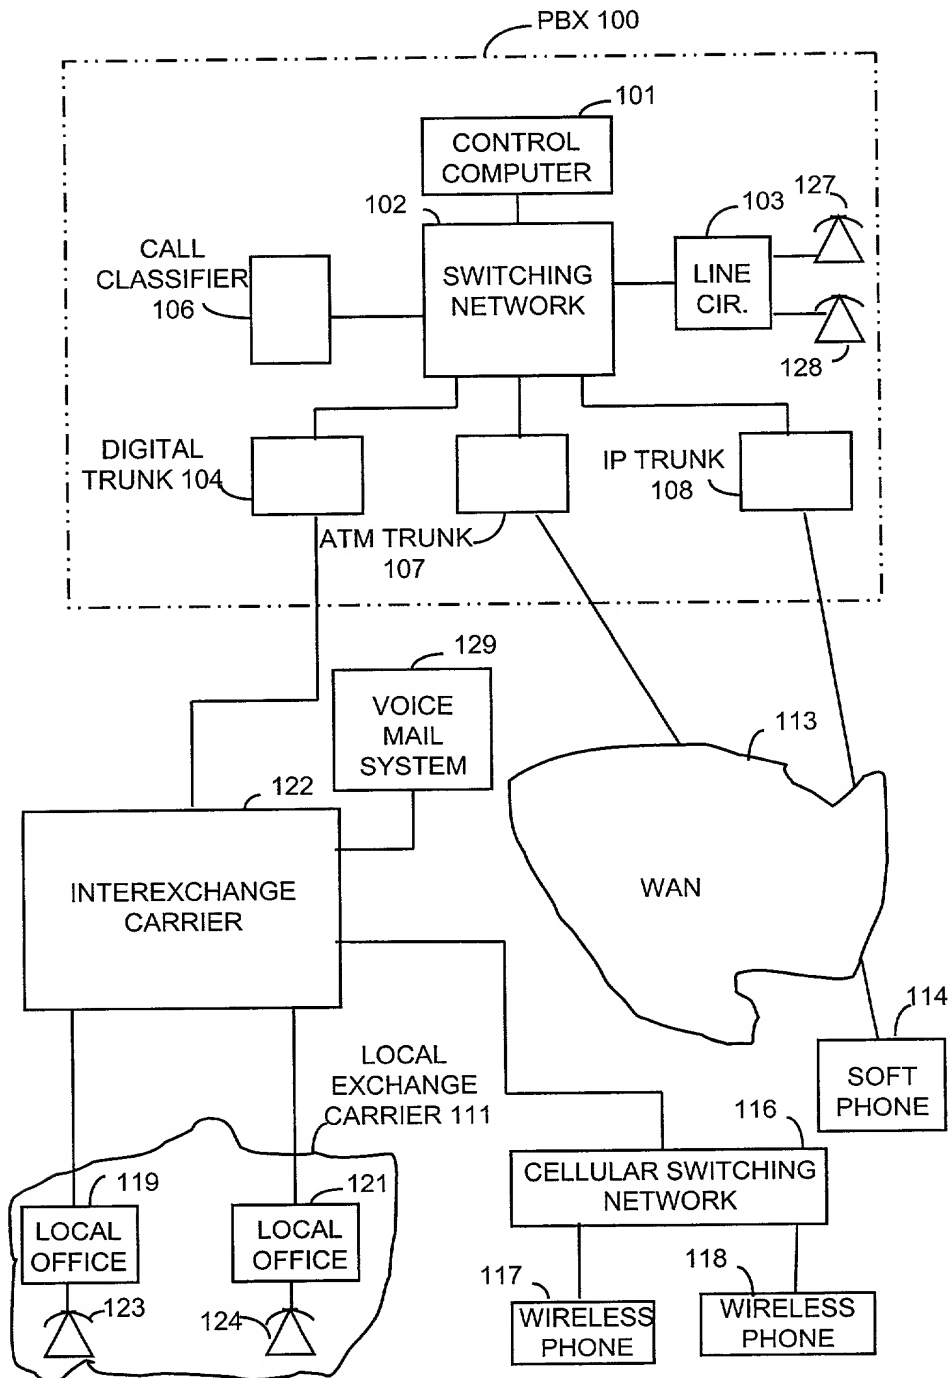 PBX 100
101
CONTROL
COMPUTER
102
103
127
CALL
CLASSIFIER
106
SWITCHING
NETWORK
LINE
CIR.
128
DIGITAL
TRUNK 104
ATM TRUNK
107
IP TRUNK
108
129
VOICE
MAIL
SYSTEM
113
122
INTEREXCHANGE
CARRIER
WAN
114
SOFT
PHONE
LOCAL
EXCHANGE
CARRIER 111
116
CELLULAR SWITCHING
NETWORK
119
LOCAL
OFFICE
121
LOCAL
OFFICE
123
124
117
WIRELESS
PHONE
118
WIRELESS
PHONE